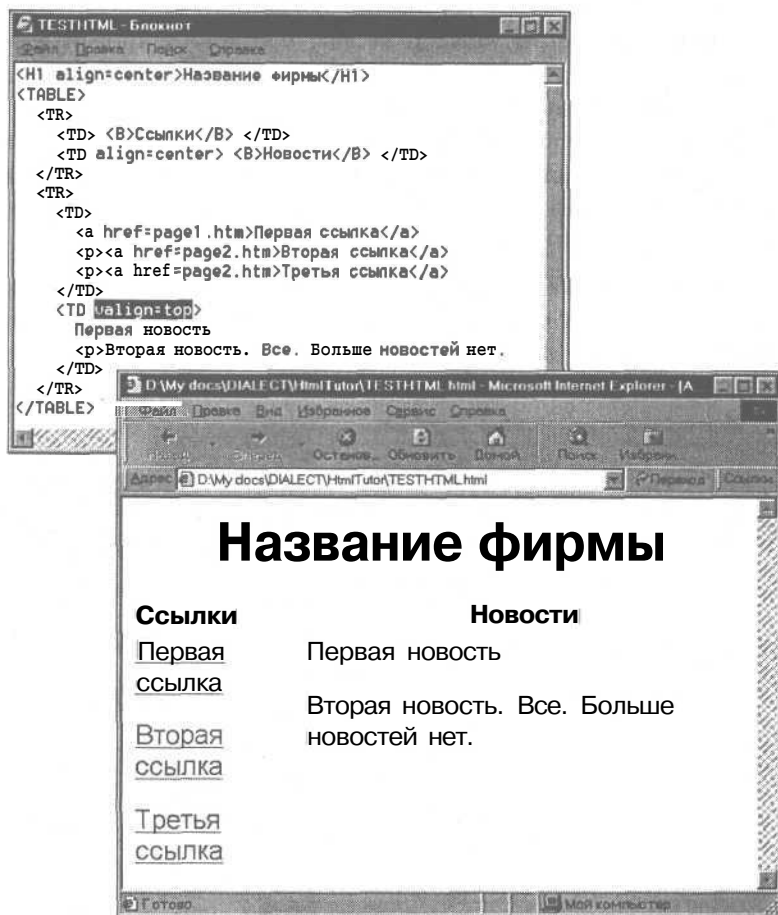 TESTHTML - Блокнот
Файл Правка Поиск Справка
<H1 align=center>Название фирмы</H1>
<TABLE>
<TR>
<TD> <B>Ссылки</B> </TD>
<TD align=center> <B>Новости</B> </TD>
</TR>
<TR>
<TD>
<a href=page1.htm>Первая ссылка</a>
<p><a href=page2.htm>Вторая ссылка</a>
<p><a href=page2.htm>Третья ссылка</a>
</TD>
<TD valign=top>
Первая новость
<p>Вторая новость. Все. Больше новостей нет.
</TD>
</TR>
</TABLE>
D:\My docs\DIALECT\HtmlTutor\TESTHTML.html - Microsoft Internet Explorer - [А
Файл Правка Вид Избранное Сервис Справка
Останов.. Обновить Домой Поиск Избранн.
Адрес D:\My docs\DIALECT\HtmlTutor\TESTHTML.html Переход Ссылки
Название фирмы
Ссылки Новости
Первая ссылка
Первая новость
Вторая новость. Все. Больше
новостей нет.
Вторая
ссылка
Третья
ссылка
Готово Мой компьютер